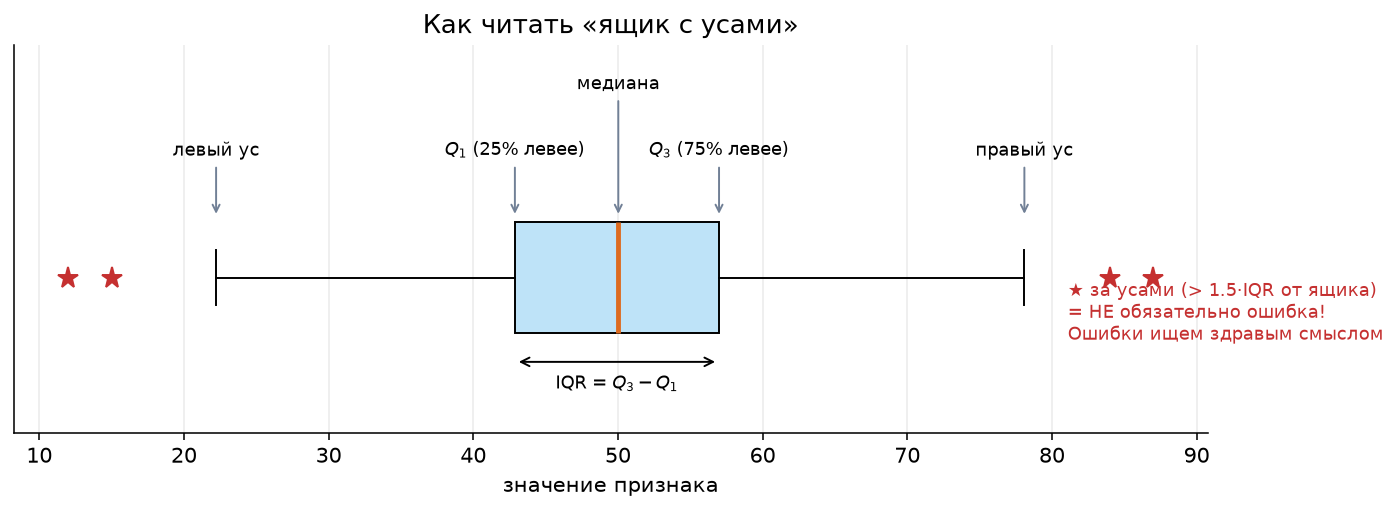 Как читать «ящик с усами»
медиана
левый ус
Q₁ (25% левее)
Q₃ (75% левее)
правый ус
★ за усами (> 1.5·IQR от ящика)
= НЕ обязательно ошибка!
Ошибки ищем здравым смыслом
IQR = Q₃ − Q₁
10 20 30 40 50 60 70 80 90
значение признака